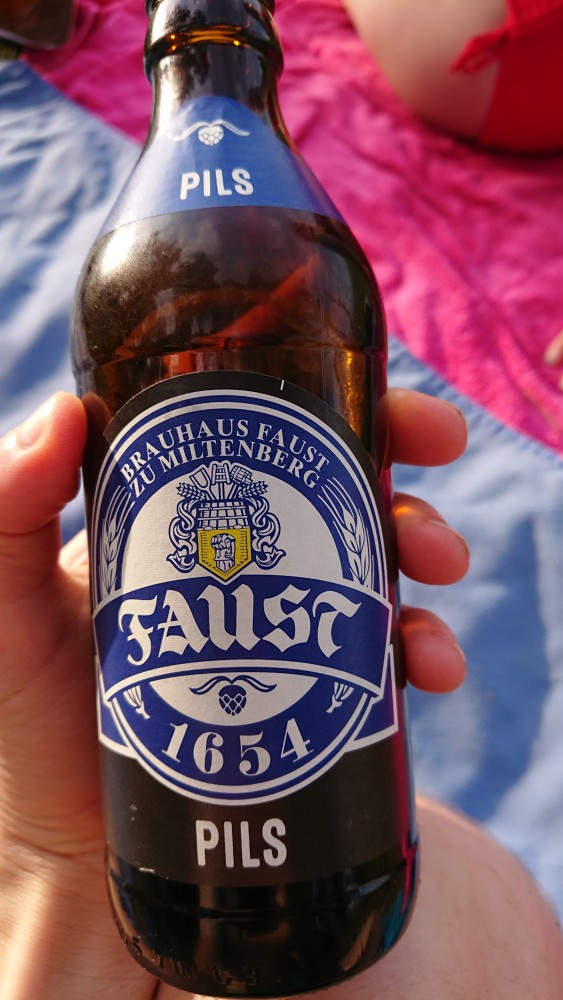 PILS
BRAUHAUS FAUST
ZU MILTENBERG
FAUST
1654
PILS